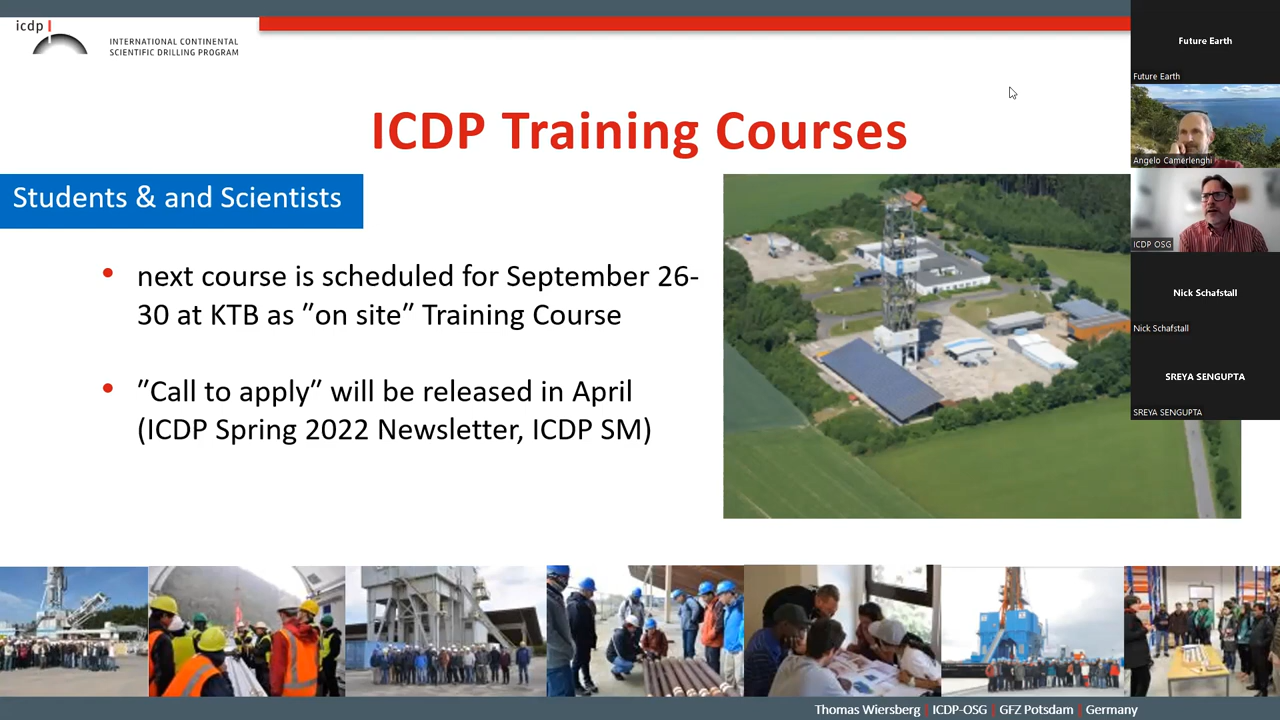 icdp
INTERNATIONAL CONTINENTAL
SCIENTIFIC DRILLING PROGRAM
ICDP Training Courses
Students & and Scientists
• next course is scheduled for September 26-
30 at KTB as ”on site” Training Course
• ”Call to apply” will be released in April
(ICDP Spring 2022 Newsletter, ICDP SM)
Future Earth
Future Earth
Angelo Camerlenghi
ICDP OSG
Nick Schafstall
Nick Schafstall
SREYA SENGUPTA
SREYA SENGUPTA
Thomas Wiersberg | ICDP-OSG | GFZ Potsdam | Germany